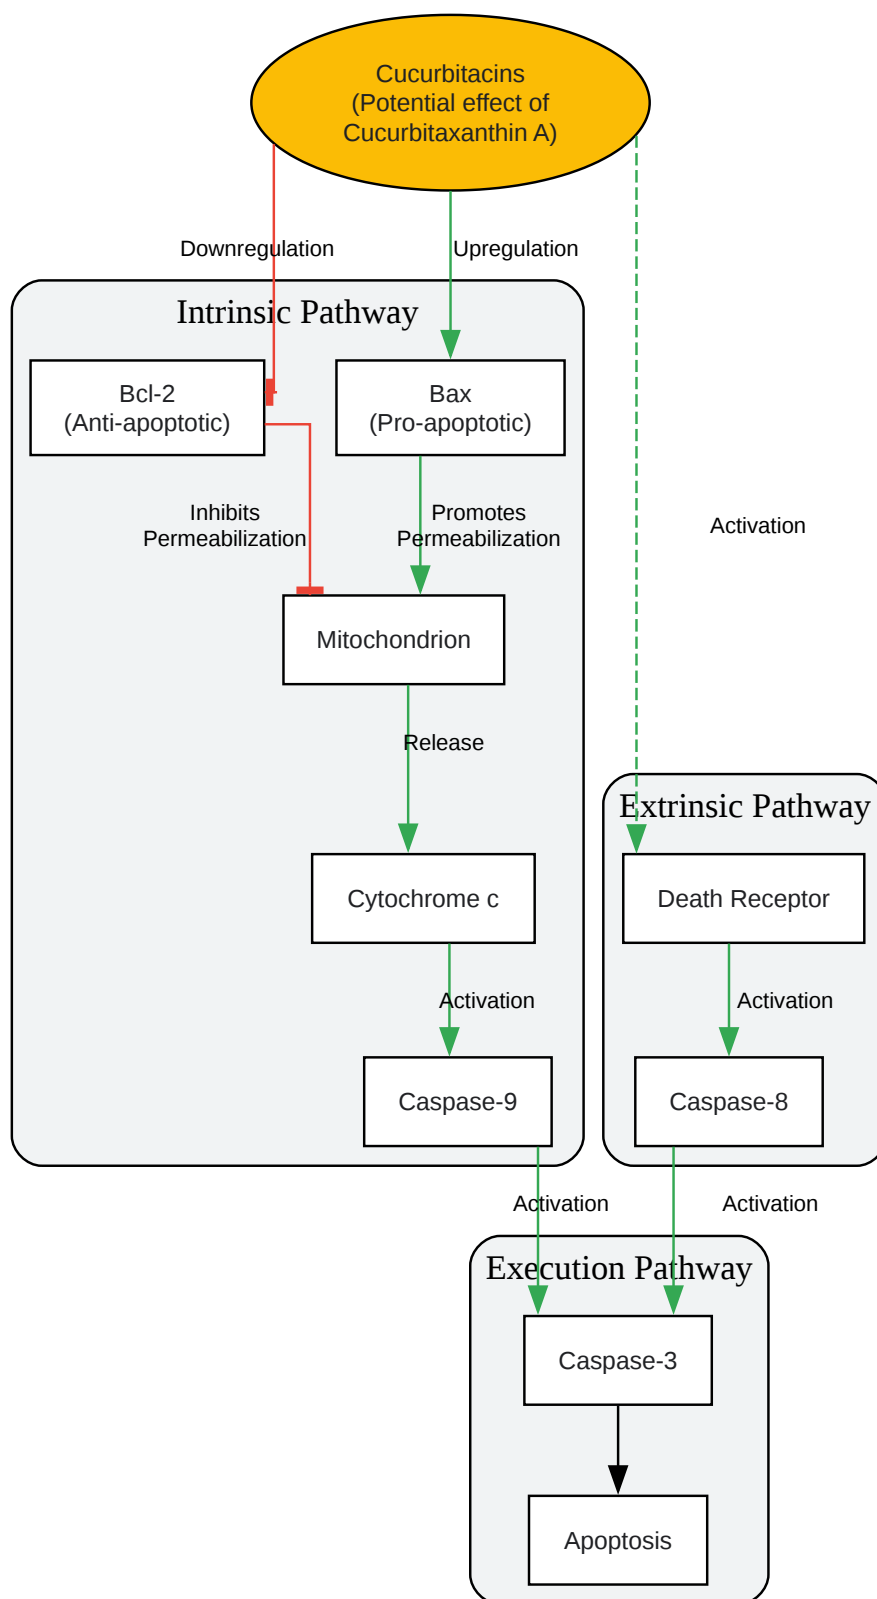 Cucurbitacins
(Potential effect of
Cucurbitaxanthin A)
Downregulation
Upregulation
Intrinsic Pathway
Bcl-2
(Anti-apoptotic)
Bax
(Pro-apoptotic)
Inhibits
Permeabilization
Promotes
Permeabilization
Activation
Mitochondrion
Release
Extrinsic Pathway
Cytochrome c
Death Receptor
Activation
Activation
Caspase-9
Caspase-8
Activation
Activation
Execution Pathway
Caspase-3
Apoptosis